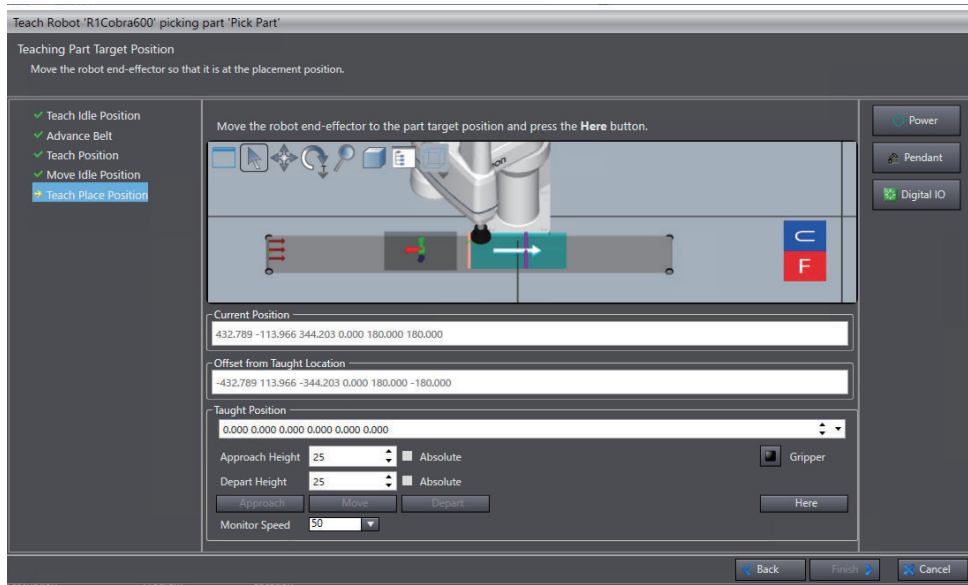 Teach Robot 'R1Cobra600' picking part 'Pick Part'
Teaching Part Target Position
Move the robot end-effector so that it is at the placement position.
Teach Idle Position
Advance Belt
Teach Position
Move Idle Position
Teach Place Position
Move the robot end-effector to the part target position and press the Here button.
F
Current Position
432.789 -113.966 344.203 0.000 180.000 180.000
Offset from Taught Location
-432.789 113.966 -344.203 0.000 180.000 -180.000
Taught Position
0.000 0.000 0.000 0.000 0.000 0.000
Approach Height 25 Absolute
Gripper
Depart Height 25 Absolute
Approach Move Depart
Here
Monitor Speed 50
Power
Pendant
Digital IO
Back Finish Cancel